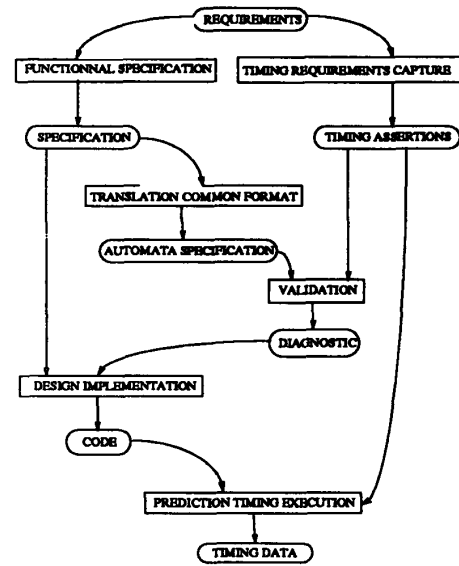 REQUIREMENTS
FUNCTIONNAL SPECIFICATION
TIMING REQUIREMENTS CAPTURE
SPECIFICATION
TIMING ASSERTIONS
TRANSLATION COMMON FORMAT
AUTOMATA SPECIFICATION
VALIDATION
DIAGNOSTIC
DESIGN IMPLEMENTATION
CODE
PREDICTION TIMING EXECUTION
TIMING DATA